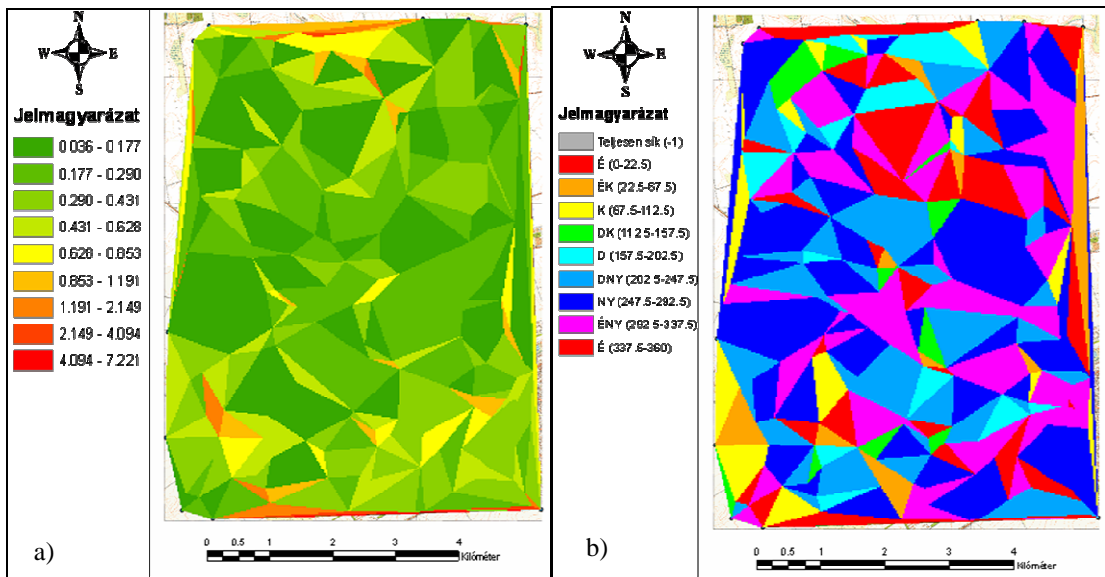 N
W E
S
Jelmagyarázat
0.036 - 0.177
0.177 - 0.290
0.290 - 0.431
0.431 - 0.628
0.628 - 0.853
0.853 - 1.191
1.191 - 2.149
2.149 - 4.094
4.094 - 7.221
a)
0 0.5 1 2 3 4
Kilóméter
N
W E
S
Jelmagyarázat
Teljesen sík (-1)
É (0-22.5)
ÉK (22.5-67.5)
K (67.5-112.5)
DK (112.5-157.5)
D (157.5-202.5)
DNY (202.5-247.5)
NY (247.5-292.5)
ÉNY (292.5-337.5)
É (337.5-360)
b)
0 0.5 1 2 3 4
Kilóméter